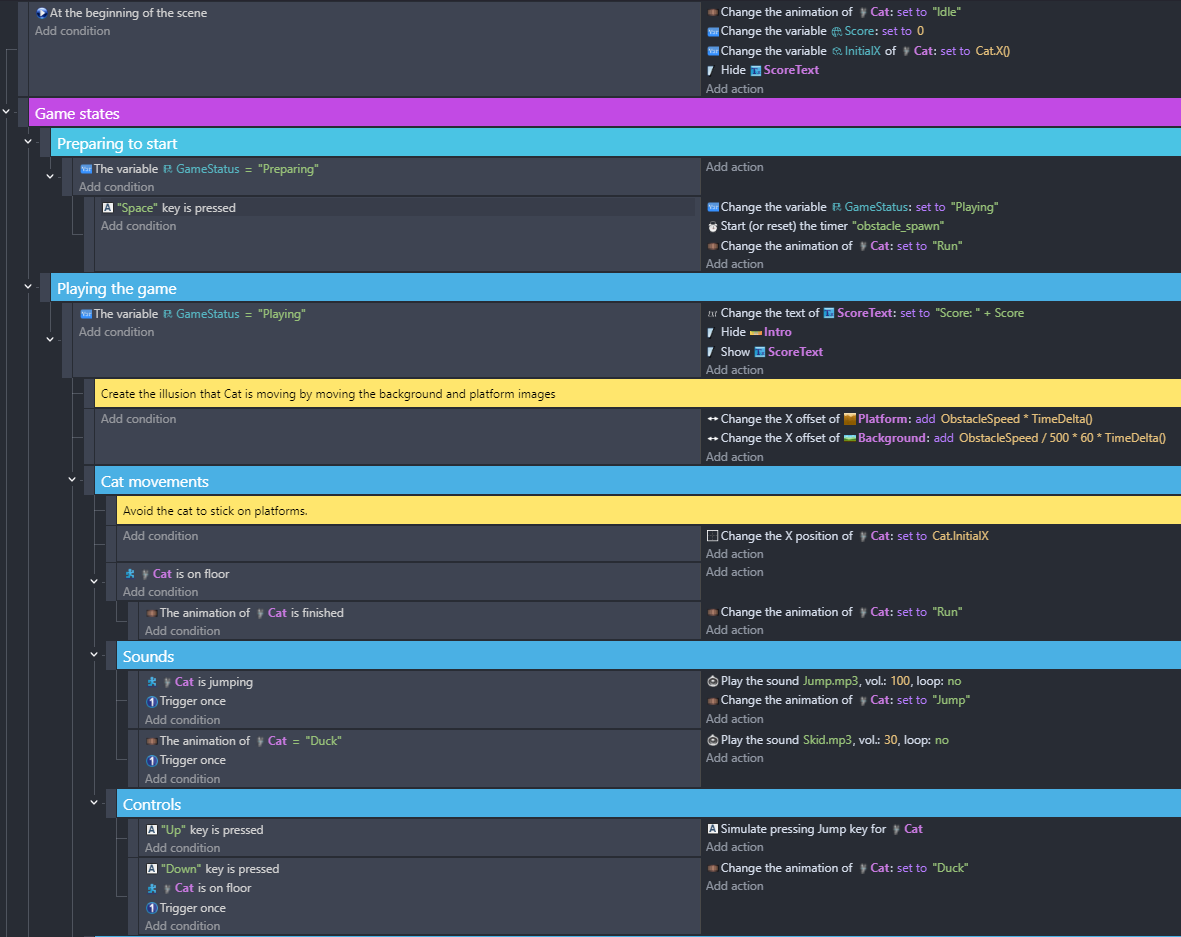 At the beginning of the scene
Add condition
Change the animation of Cat: set to "Idle"
Change the variable Score: set to 0
Change the variable InitialX of Cat: set to Cat.X()
Hide ScoreText
Add action
Game states
Preparing to start
The variable GameStatus = "Preparing"
Add condition
Add action
"Space" key is pressed
Add condition
Change the variable GameStatus: set to "Playing"
Start (or reset) the timer "obstacle_spawn"
Change the animation of Cat: set to "Run"
Add action
Playing the game
The variable GameStatus = "Playing"
Add condition
Change the text of ScoreText: set to "Score: " + Score
Hide Intro
Show ScoreText
Add action
Create the illusion that Cat is moving by moving the background and platform images
Add condition
Change the X offset of Platform: add ObstacleSpeed * TimeDelta()
Change the X offset of Background: add ObstacleSpeed / 500 * 60 * TimeDelta()
Add action
Cat movements
Avoid the cat to stick on platforms.
Add condition
Change the X position of Cat: set to Cat.InitialX
Add action
Cat is on floor
Add condition
Add action
The animation of Cat is finished
Add condition
Change the animation of Cat: set to "Run"
Add action
Sounds
Cat is jumping
Trigger once
Add condition
Play the sound Jump.mp3, vol.: 100, loop: no
Change the animation of Cat: set to "Jump"
Add action
The animation of Cat = "Duck"
Trigger once
Add condition
Play the sound Skid.mp3, vol.: 30, loop: no
Add action
Controls
"Up" key is pressed
Add condition
Simulate pressing Jump key for Cat
Add action
"Down" key is pressed
Cat is on floor
Trigger once
Add condition
Change the animation of Cat: set to "Duck"
Add action